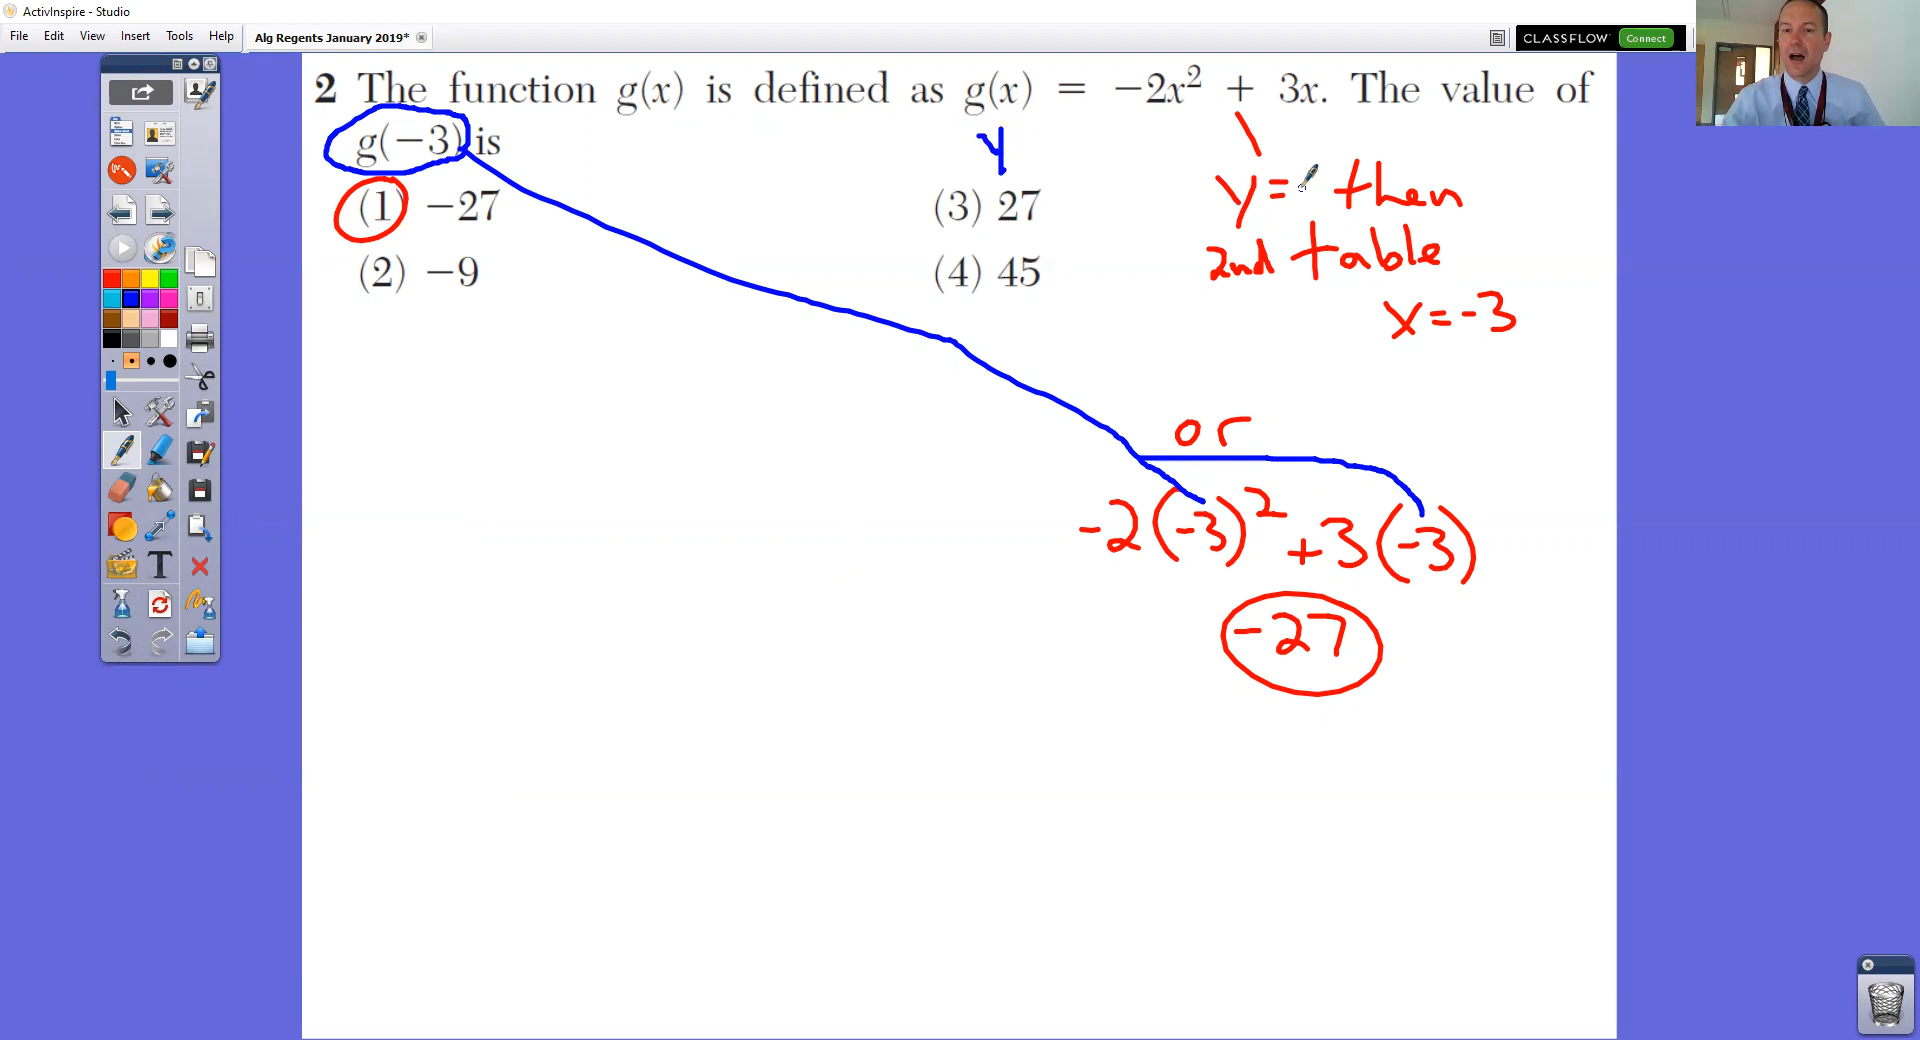 ActivInspire - Studio
File Edit View Insert Tools Help
Alg Regents January 2019*
CLASSFLOW Connect
2 The function g(x) is defined as g(x) = −2x² + 3x. The value of
g(−3) is
y
(1) −27
(3) 27
(2) −9
(4) 45
y= then
2nd table
x=-3
or
-2(-3)² +3(-3)
-27
T